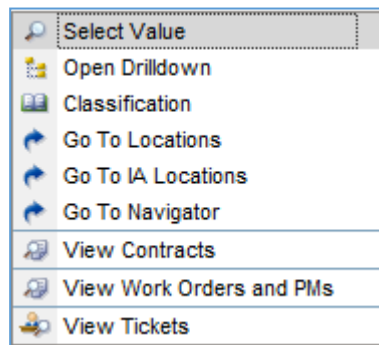 Select Value
Open Drilldown
Classification
Go To Locations
Go To IA Locations
Go To Navigator
View Contracts
View Work Orders and PMs
View Tickets